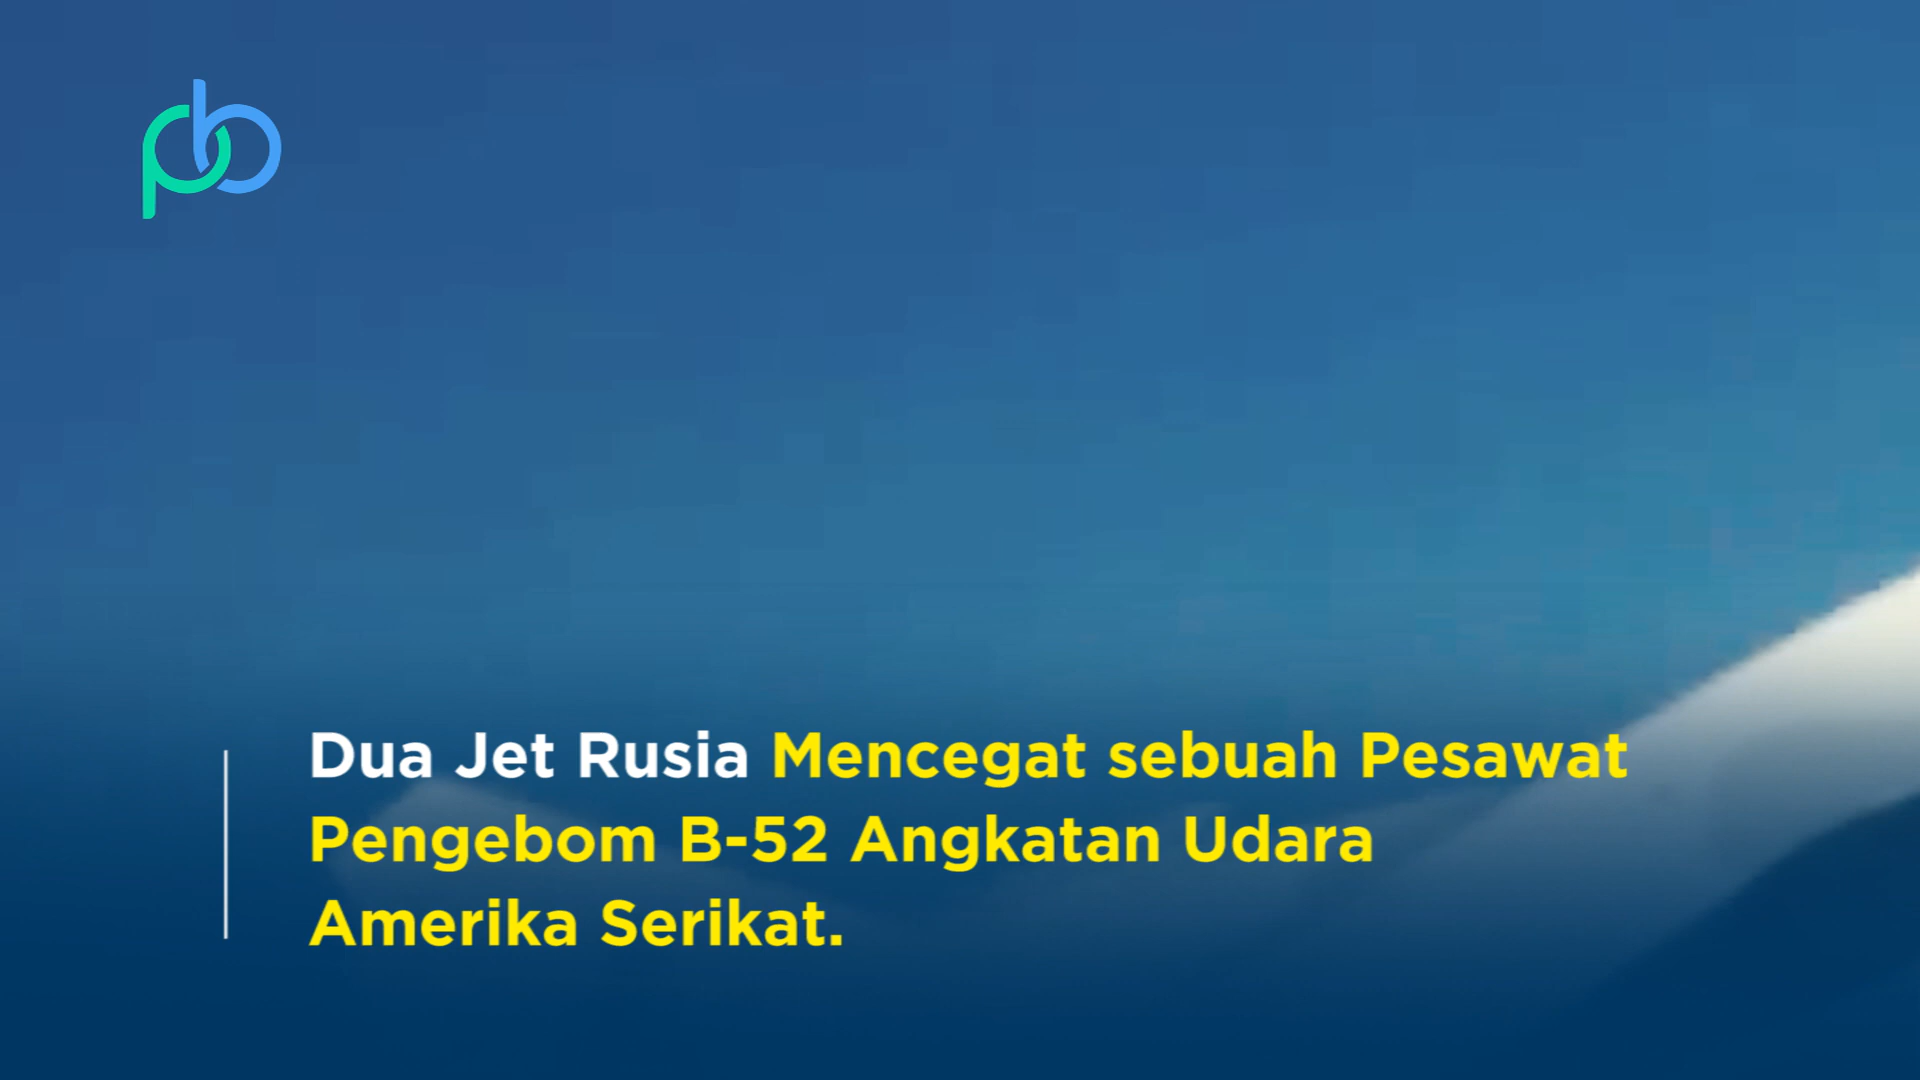 Dua Jet Rusia Mencegat sebuah Pesawat
Pengebom B-52 Angkatan Udara
Amerika Serikat.